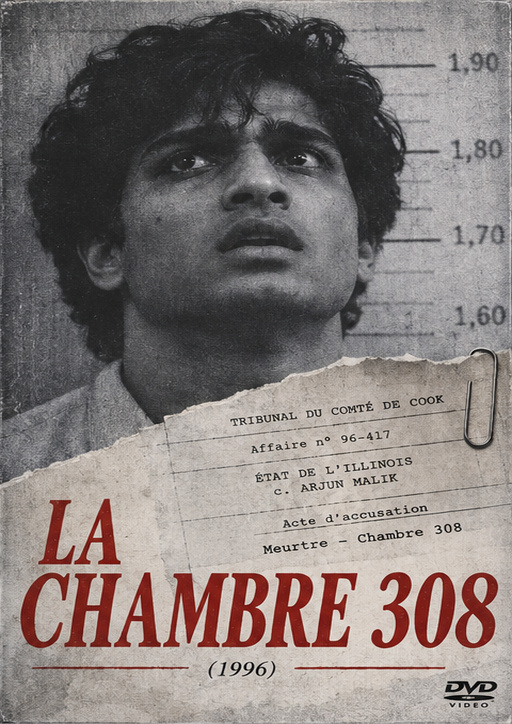 1,90
1,80
1,70
1,60
TRIBUNAL DU COMTÉ DE COOK
Affaire n° 96-417
ÉTAT DE L'ILLINOIS
c. ARJUN MALIK
Acte d'accusation
Meurtre – Chambre 308
LA
CHAMBRE 308
(1996)
DVD
VIDEO